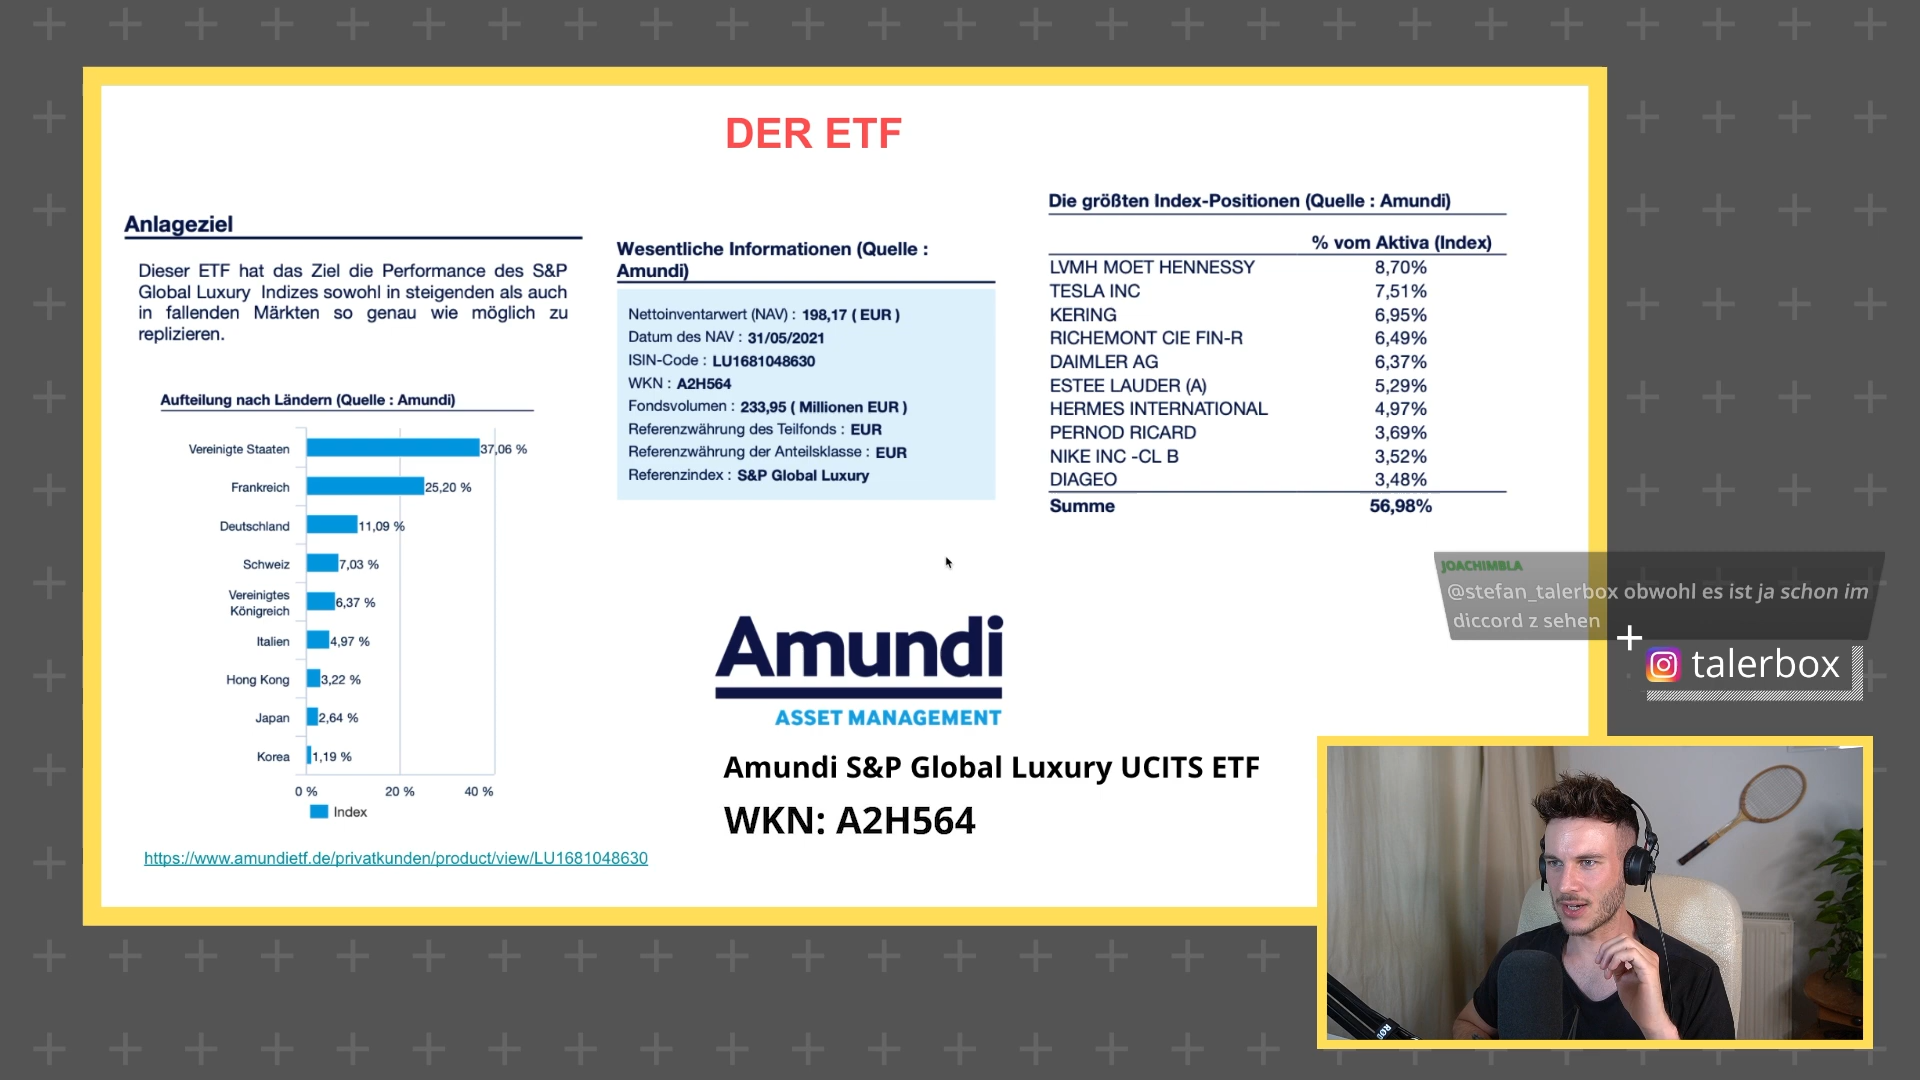 DER ETF
Anlageziel
Dieser ETF hat das Ziel die Performance des S&P
Global Luxury Indizes sowohl in steigenden als auch
in fallenden Märkten so genau wie möglich zu
replizieren.
Aufteilung nach Ländern (Quelle : Amundi)
Vereinigte Staaten 37,06 %
Frankreich 25,20 %
Deutschland 11,09 %
Schweiz 7,03 %
Vereinigtes
Königreich 6,37 %
Italien 4,97 %
Hong Kong 3,22 %
Japan 2,64 %
Korea 1,19 %
0 % 20 % 40 %
Index
https://www.amundietf.de/privatkunden/product/view/LU1681048630
Wesentliche Informationen (Quelle :
Amundi)
Nettoinventarwert (NAV) : 198,17 ( EUR )
Datum des NAV : 31/05/2021
ISIN-Code : LU1681048630
WKN : A2H564
Fondsvolumen : 233,95 ( Millionen EUR )
Referenzwährung des Teilfonds : EUR
Referenzwährung der Anteilsklasse : EUR
Referenzindex : S&P Global Luxury
Amundi
ASSET MANAGEMENT
Amundi S&P Global Luxury UCITS ETF
WKN: A2H564
Die größten Index-Positionen (Quelle : Amundi)
% vom Aktiva (Index)
LVMH MOET HENNESSY 8,70%
TESLA INC 7,51%
KERING 6,95%
RICHEMONT CIE FIN-R 6,49%
DAIMLER AG 6,37%
ESTEE LAUDER (A) 5,29%
HERMES INTERNATIONAL 4,97%
PERNOD RICARD 3,69%
NIKE INC -CL B 3,52%
DIAGEO 3,48%
Summe 56,98%
JOACHIMBLA
@stefan_talerbox obwohl es ist ja schon im
diccord z sehen
talerbox